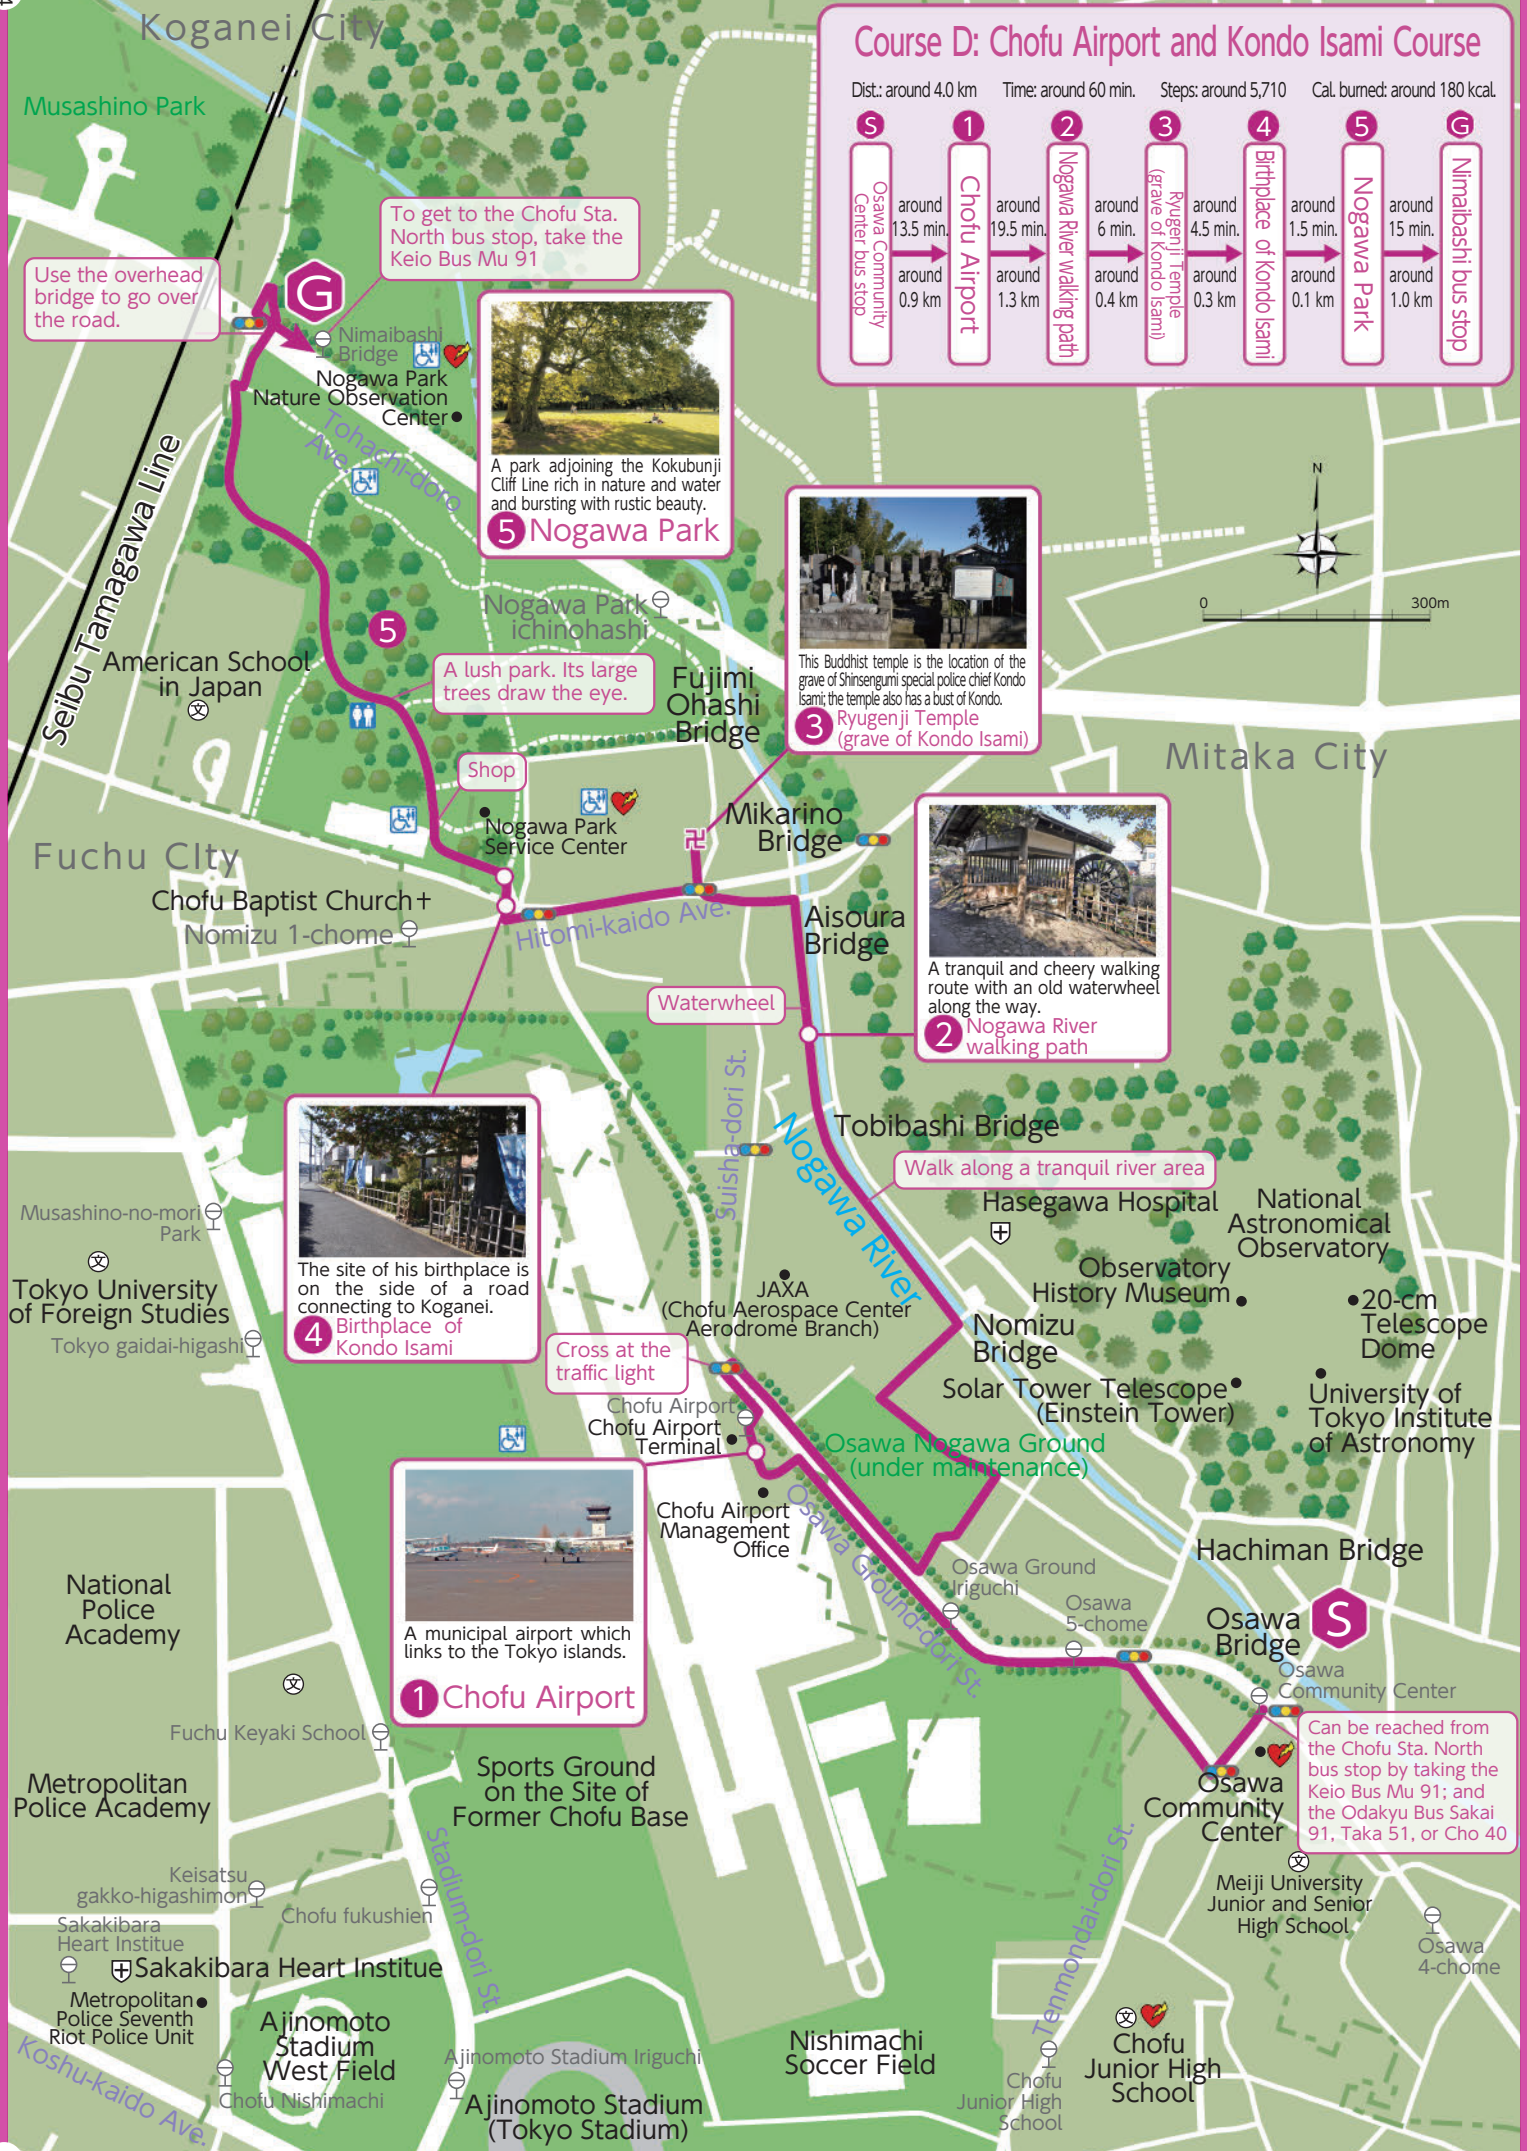 Koganei City
Musashino Park
Course D: Chofu Airport and Kondo Isami Course
Dist.: around 4.0 km Time: around 60 min. Steps: around 5,710 Cal. burned: around 180 kcal.
S
Osawa Community
Center bus stop
around
13.5 min.
around
0.9 km
1
Chofu Airport
around
19.5 min.
around
1.3 km
2
Nogawa River walking path
around
6 min.
around
0.4 km
3
Ryugenji Temple
(grave of Kondo Isami)
around
4.5 min.
around
0.3 km
4
Birthplace of Kondo Isami
around
1.5 min.
around
0.1 km
5
Nogawa Park
around
15 min.
around
1.0 km
G
Nimaibashi bus stop
To get to the Chofu Sta.
North bus stop, take the
Keio Bus Mu 91
Use the overhead
bridge to go over
the road.
G
Nimaibashi
Bridge
Nogawa Park
Nature Observation
Center
Tohachi-doro
Ave.
A park adjoining the Kokubunji
Cliff Line rich in nature and water
and bursting with rustic beauty.
5 Nogawa Park
Seibu Tamagawa Line
N
0 300m
Nogawa Park
ichinohashi
5
American School
in Japan
文
A lush park. Its large
trees draw the eye.
Fujimi
Ohashi
Bridge
This Buddhist temple is the location of the
grave of Shinsengumi special police chief Kondo
Isami; the temple also has a bust of Kondo.
3 Ryugenji Temple
(grave of Kondo Isami)
Mitaka City
Shop
Nogawa Park
Service Center
Mikarino
Bridge
Fuchu CIty
Chofu Baptist Church
Nomizu 1-chome
Hitomi-kaido Ave.
Aisoura
Bridge
A tranquil and cheery walking
route with an old waterwheel
along the way.
2 Nogawa River
walking path
Waterwheel
Suisha-dori St.
Nogawa River
Tobibashi Bridge
Walk along a tranquil river area
Hasegawa Hospital
National
Astronomical
Observatory
Observatory
History Museum
20-cm
Telescope
Dome
The site of his birthplace is
on the side of a road
connecting to Koganei.
4 Birthplace of
Kondo Isami
Musashino-no-mori
Park
文
Tokyo University
of Foreign Studies
Tokyo gaidai-higashi
JAXA
(Chofu Aerospace Center
Aerodrome Branch)
Nomizu
Bridge
Solar Tower Telescope
(Einstein Tower)
University of
Tokyo Institute
of Astronomy
Cross at the
traffic light
Chofu Airport
Chofu Airport
Terminal
Osawa Nogawa Ground
(under maintenance)
Chofu Airport
Management
Office
Osawa Ground-dori St.
A municipal airport which
links to the Tokyo islands.
1 Chofu Airport
Hachiman Bridge
Osawa Ground
Iriguchi
Osawa
5-chome
Osawa
Bridge
S
Osawa
Community Center
Can be reached from
the Chofu Sta. North
bus stop by taking the
Keio Bus Mu 91; and
the Odakyu Bus Sakai
91, Taka 51, or Cho 40
Osawa
Community
Center
National
Police
Academy
文
Fuchu Keyaki School
Metropolitan
Police Academy
Sports Ground
on the Site of
Former Chofu Base
Stadium-dori St.
Tenmondai-dori St.
文
Meiji University
Junior and Senior
High School
Osawa
4-chome
Keisatsu
gakko-higashimon
Chofu fukushien
Sakakibara
Heart Institue
Sakakibara Heart Institue
Metropolitan
Police Seventh
Riot Police Unit
Koshu-kaido Ave.
Ajinomoto
Stadium
West Field
Chofu Nishimachi
Ajinomoto Stadium Iriguchi
Ajinomoto Stadium
(Tokyo Stadium)
Nishimachi
Soccer Field
Chofu
Junior High
School
文
Chofu
Junior High
School